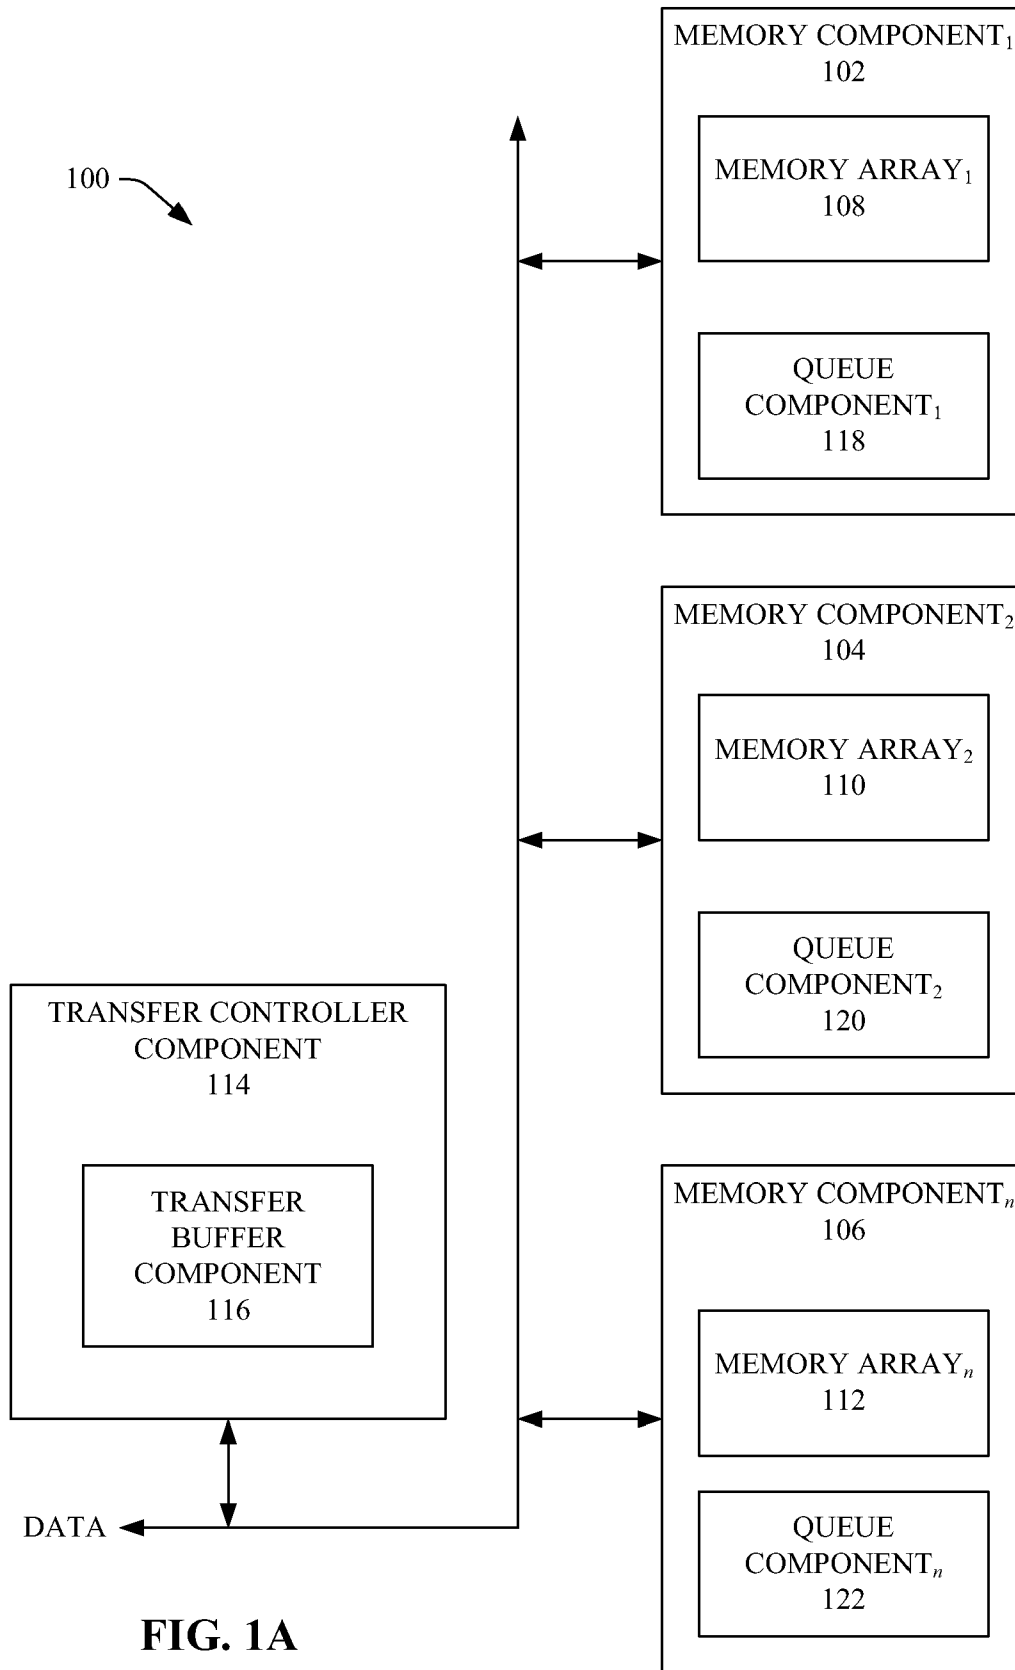 MEMORY COMPONENT₁
102
MEMORY ARRAY₁
108
100
QUEUE
COMPONENT₁
118
MEMORY COMPONENT₂
104
MEMORY ARRAY₂
110
QUEUE
COMPONENT₂
120
TRANSFER CONTROLLER
COMPONENT
114
TRANSFER
BUFFER
COMPONENT
116
MEMORY COMPONENTₙ
106
MEMORY ARRAYₙ
112
QUEUE
COMPONENTₙ
122
DATA
FIG. 1A